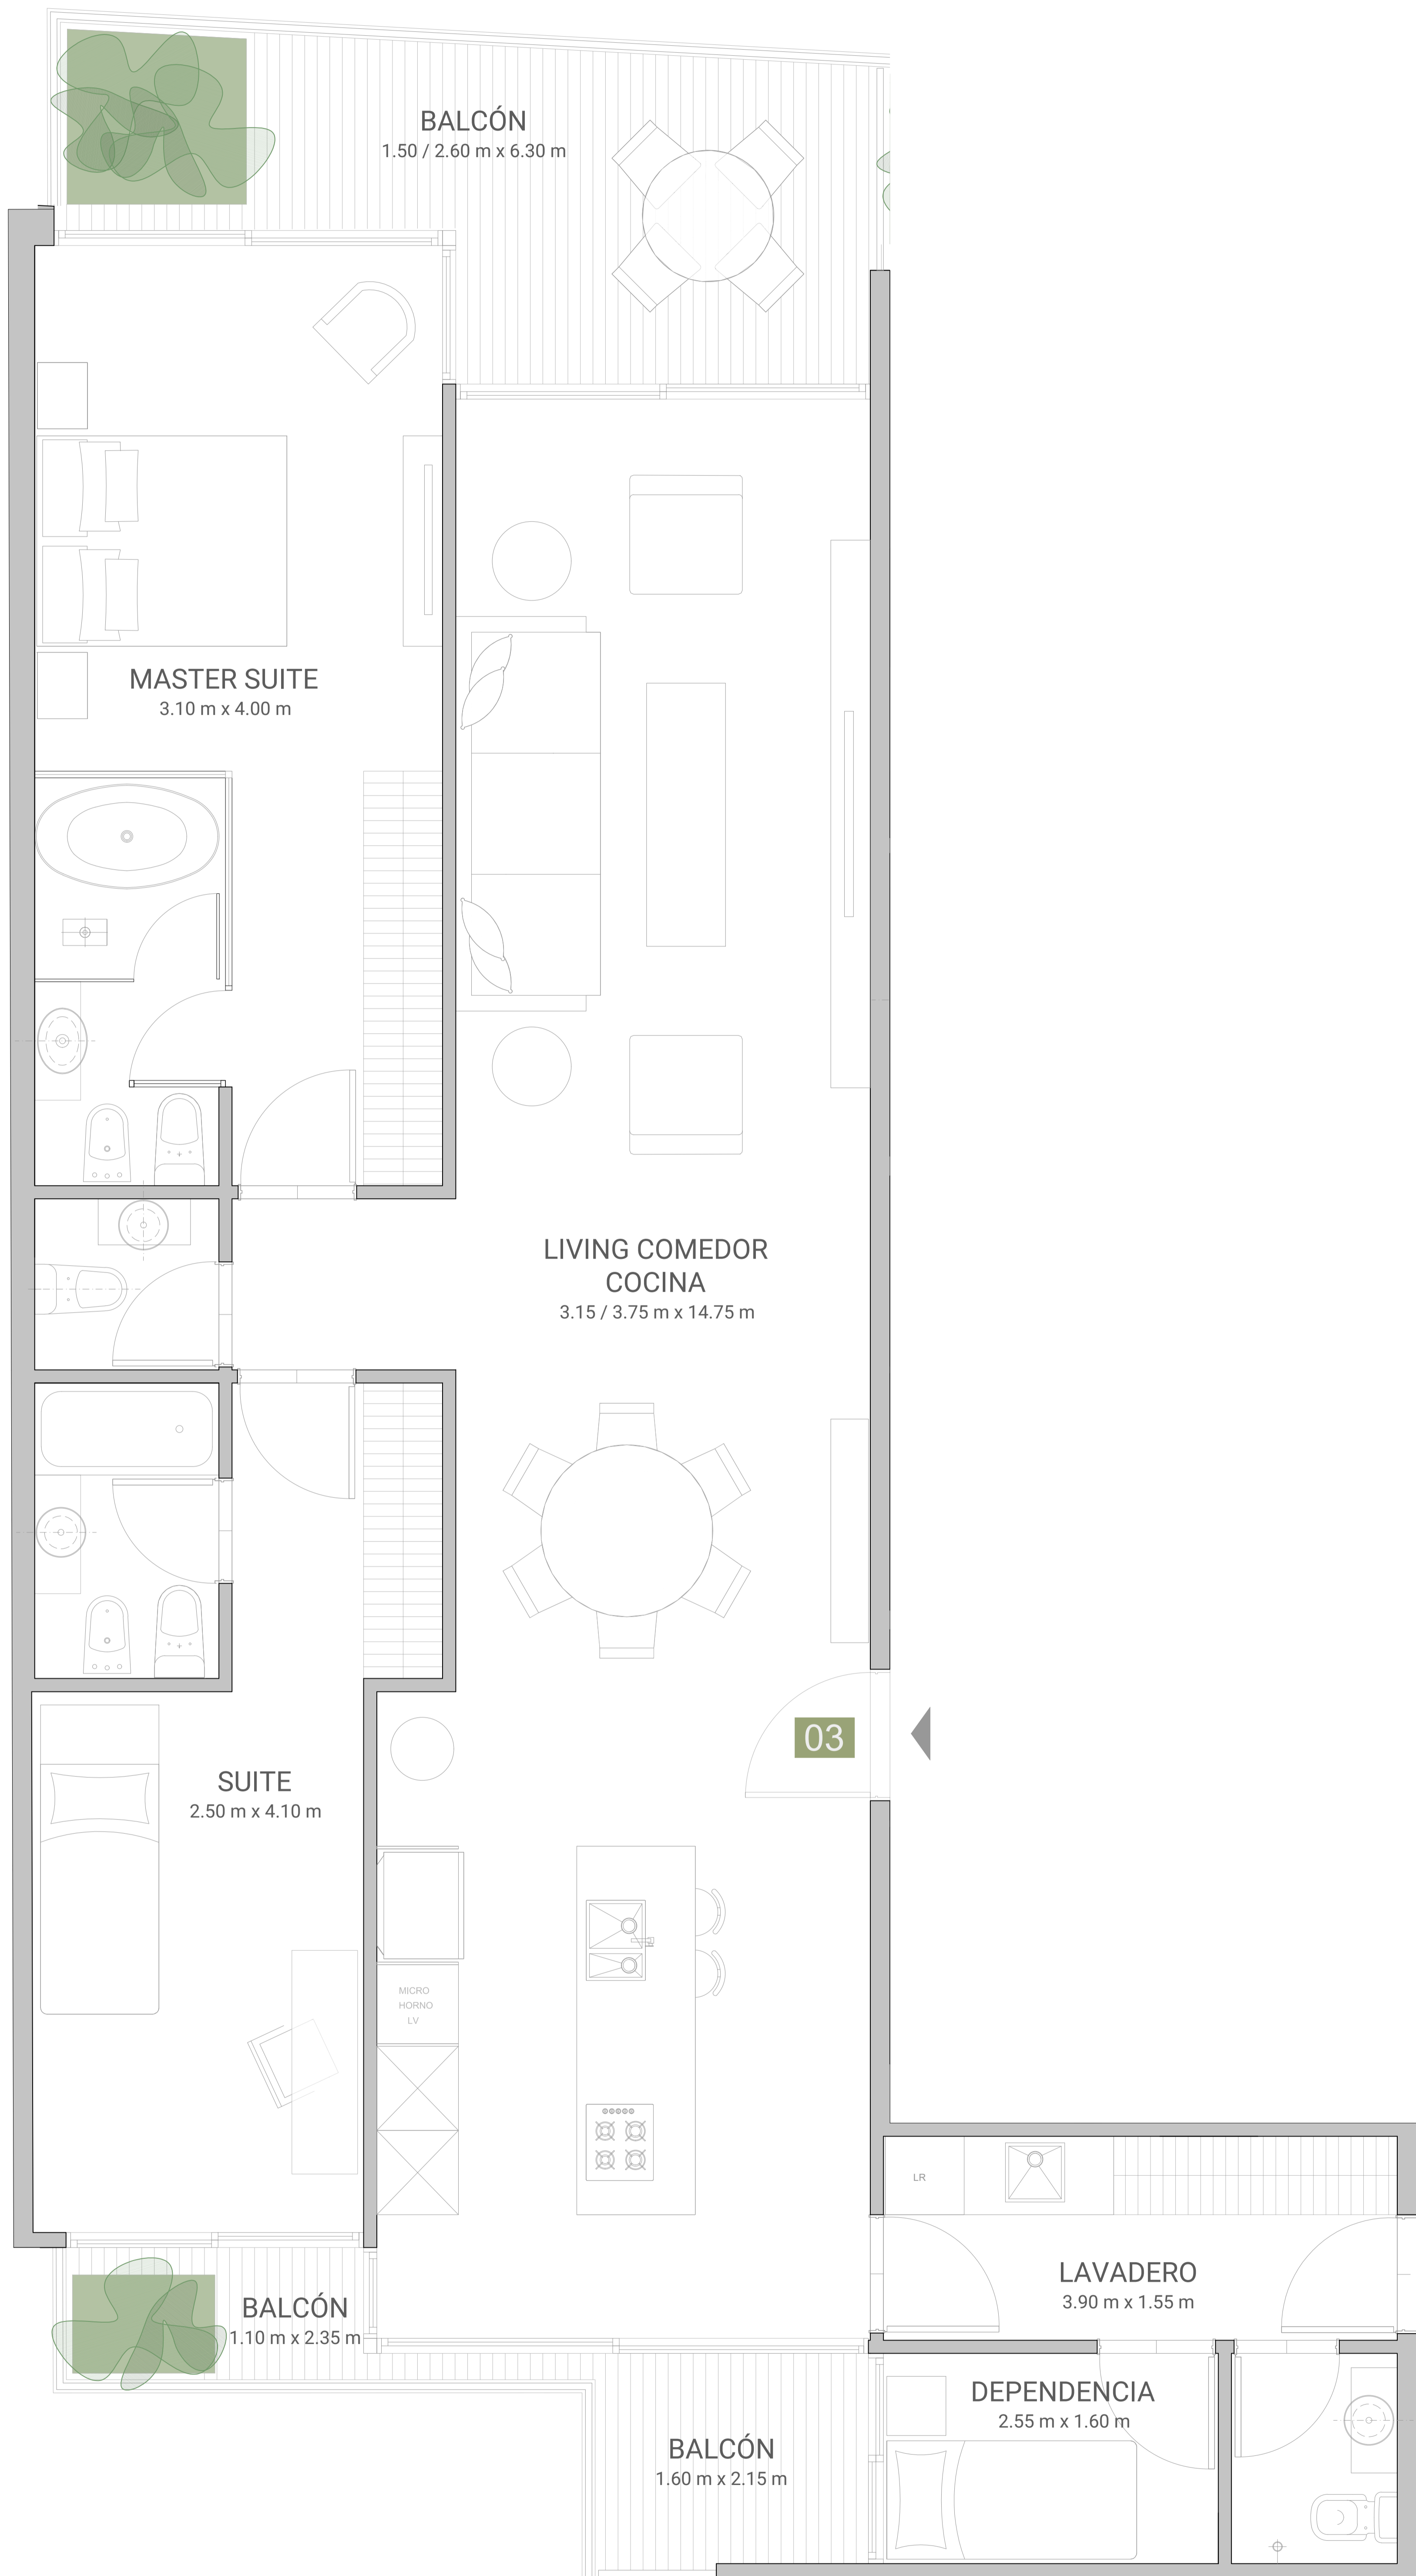 BALCÓN
1.50 / 2.60 m x 6.30 m
MASTER SUITE
3.10 m x 4.00 m
LIVING COMEDOR
COCINA
3.15 / 3.75 m x 14.75 m
03
SUITE
2.50 m x 4.10 m
MICRO
HORNO
LV
LR
LAVADERO
3.90 m x 1.55 m
BALCÓN
1.10 m x 2.35 m
DEPENDENCIA
2.55 m x 1.60 m
BALCÓN
1.60 m x 2.15 m